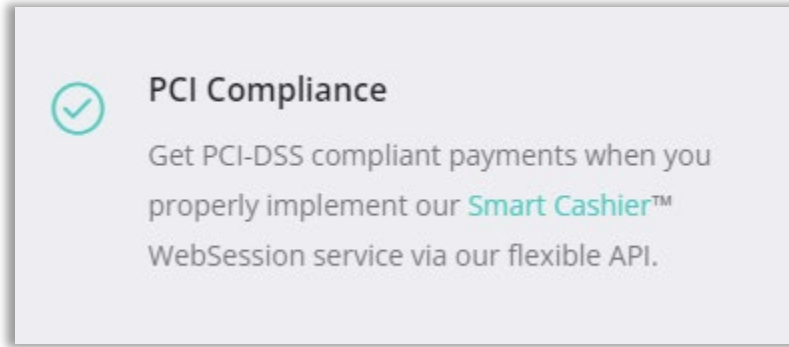 PCI Compliance
Get PCI-DSS compliant payments when you
properly implement our Smart Cashier™
WebSession service via our flexible API.